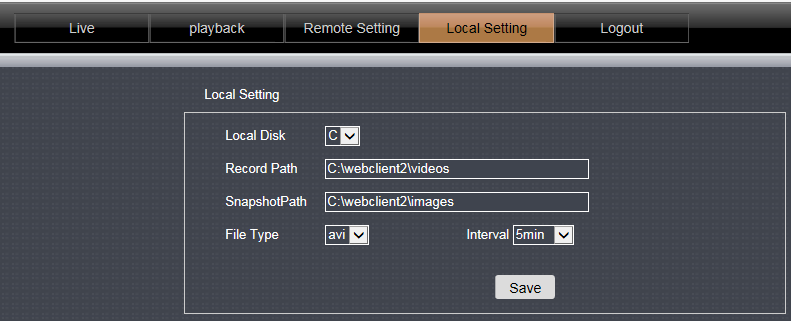 Live playback Remote Setting Local Setting Logout
Local Setting
Local Disk C
Record Path C:\webclient2\videos
SnapshotPath C:\webclient2\images
File Type avi Interval 5min
Save